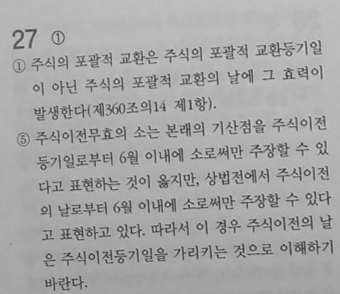 27 ①
① 주식의 포괄적 교환은 주식의 포괄적 교환등기일
이 아닌 주식의 포괄적 교환의 날에 그 효력이
발생한다(제360조의14 제1항).
⑤ 주식이전무효의 소는 본래의 기산점을 주식이전
등기일로부터 6월 이내에 소로써만 주장할 수 있
다고 표현하는 것이 옳지만, 상법전에서 주식이전
의 날로부터 6월 이내에 소로써만 주장할 수 있다
고 표현하고 있다. 따라서 이 경우 주식이전의 날
은 주식이전등기일을 가리키는 것으로 이해하기
바란다.